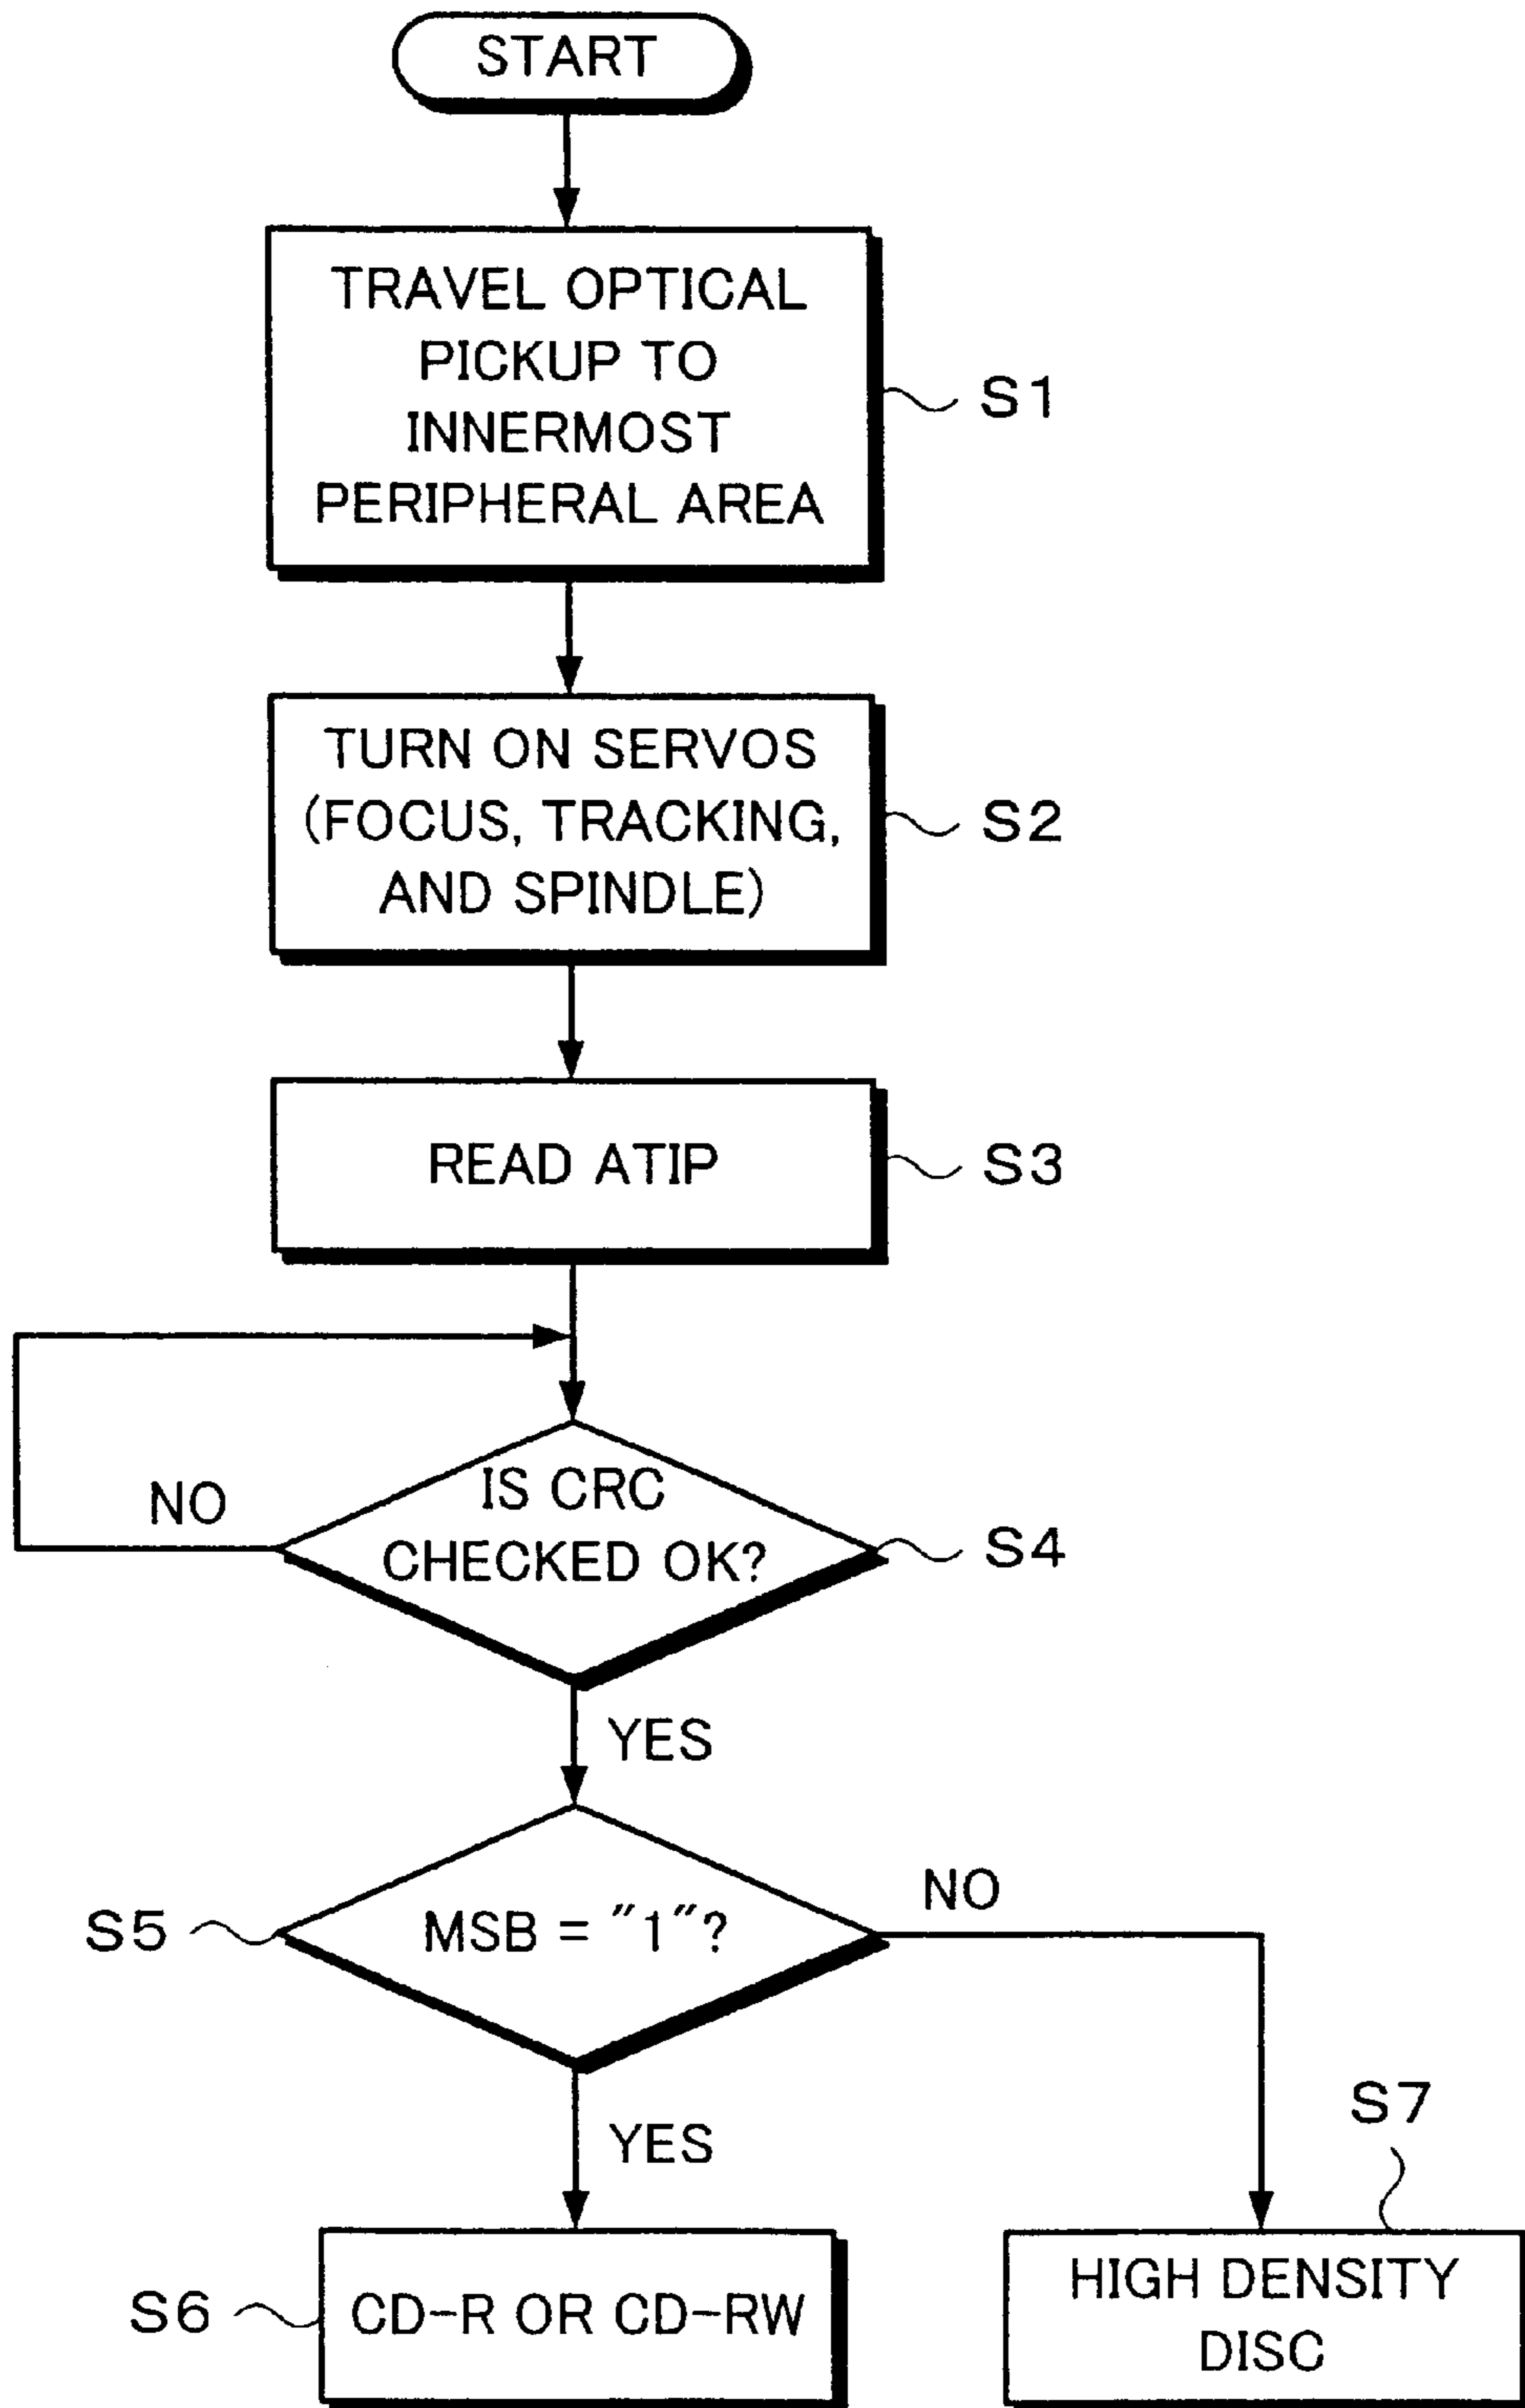 START
TRAVEL OPTICAL
PICKUP TO
INNERMOST
PERIPHERAL AREA
S1
TURN ON SERVOS
(FOCUS, TRACKING,
AND SPINDLE)
S2
READ ATIP
S3
NO
IS CRC
CHECKED OK?
S4
YES
S5
MSB = "1"?
NO
YES
S7
S6
CD-R OR CD-RW
HIGH DENSITY
DISC